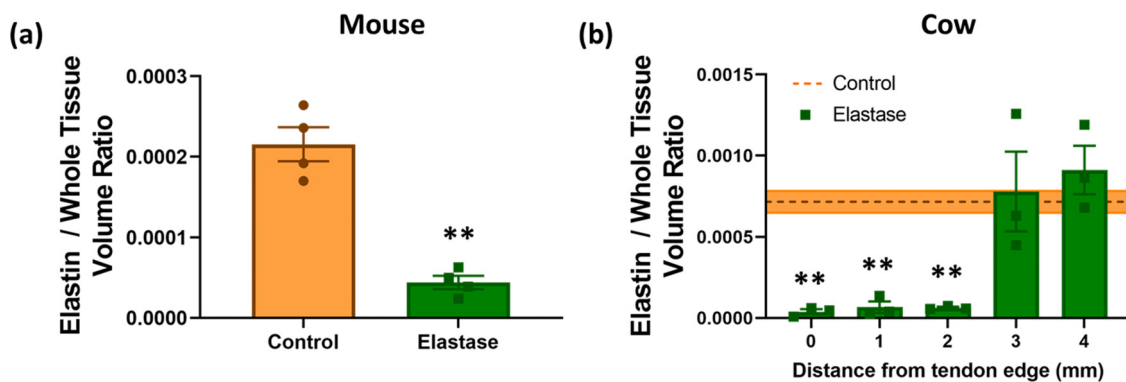 (a)
Mouse
Elastin / Whole Tissue
Volume Ratio
0.0003
0.0002
0.0001
0.0000
**
Control
Elastase
(b)
Cow
Elastin / Whole Tissue
Volume Ratio
0.0015
0.0010
0.0005
0.0000
Control
Elastase
** ** **
0 1 2 3 4
Distance from tendon edge (mm)